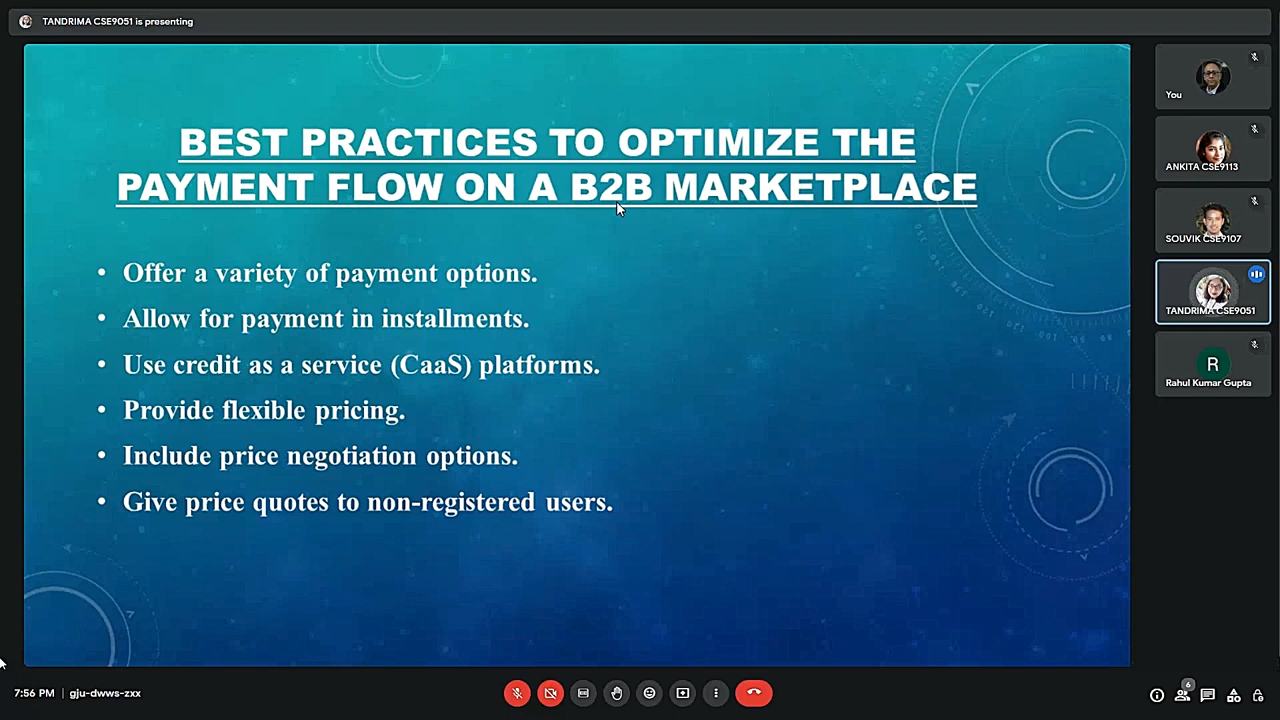 TANDRIMA CSE9051 is presenting
BEST PRACTICES TO OPTIMIZE THE
PAYMENT FLOW ON A B2B MARKETPLACE
• Offer a variety of payment options.
• Allow for payment in installments.
• Use credit as a service (CaaS) platforms.
• Provide flexible pricing.
• Include price negotiation options.
• Give price quotes to non-registered users.
You
ANKITA CSE9113
SOUVIK CSE9107
TANDRIMA CSE9051
R
Rahul Kumar Gupta
7:56 PM | gju-dwws-zxx
6